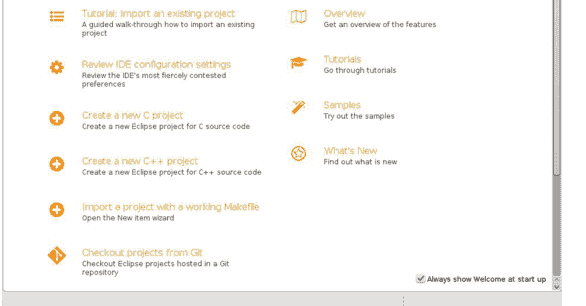 Tutorial: Import an existing project
A guided walk-through how to import an existing
project
Review IDE configuration settings
Review the IDE's most fiercely contested
preferences
Create a new C project
Create a new Eclipse project for C source code
Create a new C++ project
Create a new Eclipse project for C++ source code
Import a project with a working Makefile
Open the New item wizard
Checkout projects from Git
Checkout Eclipse projects hosted in a Git
repository
Overview
Get an overview of the features
Tutorials
Go through tutorials
Samples
Try out the samples
What's New
Find out what is new
Always show Welcome at start up